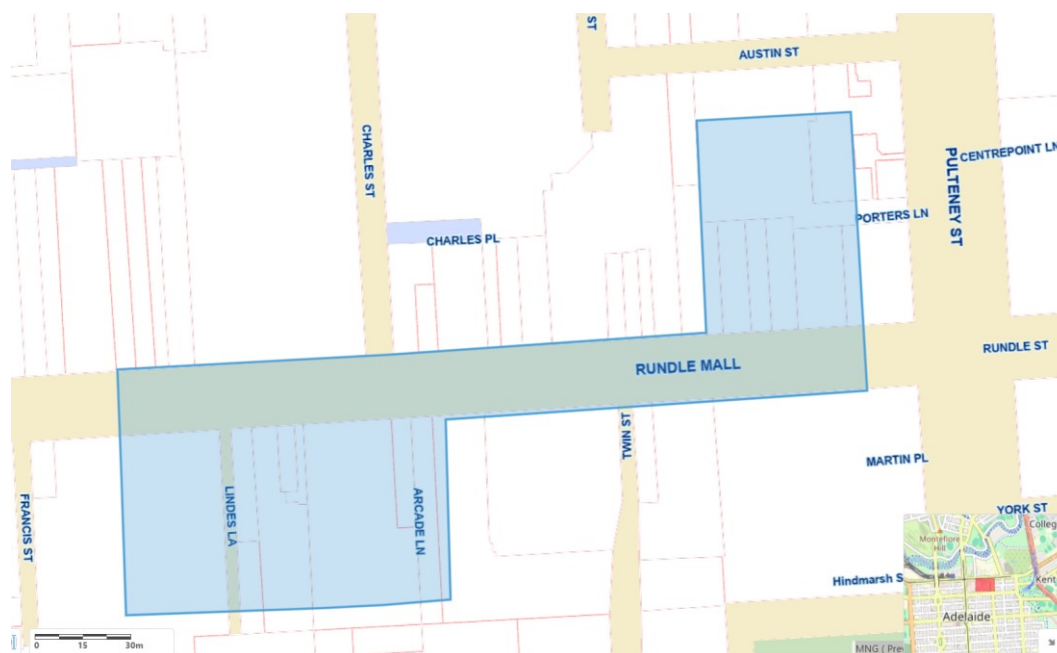 ST
AUSTIN ST
CHARLES ST
PULTENEY ST
CENTREPOINT LN
PORTERS LN
CHARLES PL
RUNDLE MALL
RUNDLE ST
TWIN ST
MARTIN PL
FRANCIS ST
LINDES LA
ARCADE LN
YORK ST
Hindmarsh S
Montefiore
Hill
Colleg
Kent
Adelaide
0 15 30m
MNG ( Pre